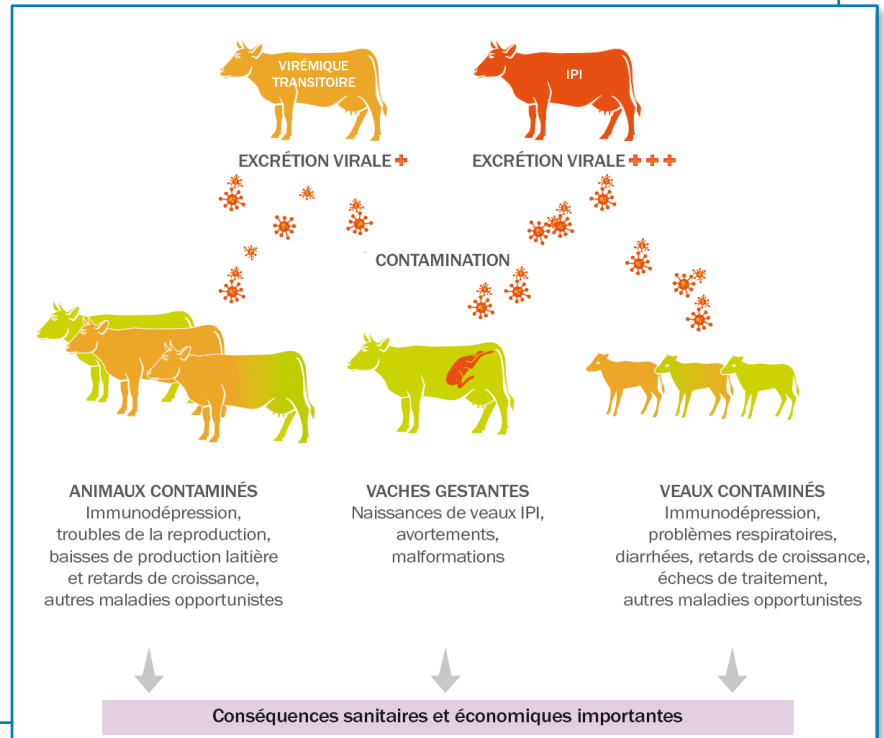 VIRÉMIQUE
TRANSITOIRE
IPI
EXCRÉTION VIRALE +
EXCRÉTION VIRALE + + +
CONTAMINATION
ANIMAUX CONTAMINÉS
Immunodépression,
troubles de la reproduction,
baisses de production laitière
et retards de croissance,
autres maladies opportunistes
VACHES GESTANTES
Naissances de veaux IPI,
avortements,
malformations
VEAUX CONTAMINÉS
Immunodépression,
problèmes respiratoires,
diarrhées, retards de croissance,
échecs de traitement,
autres maladies opportunistes
Conséquences sanitaires et économiques importantes